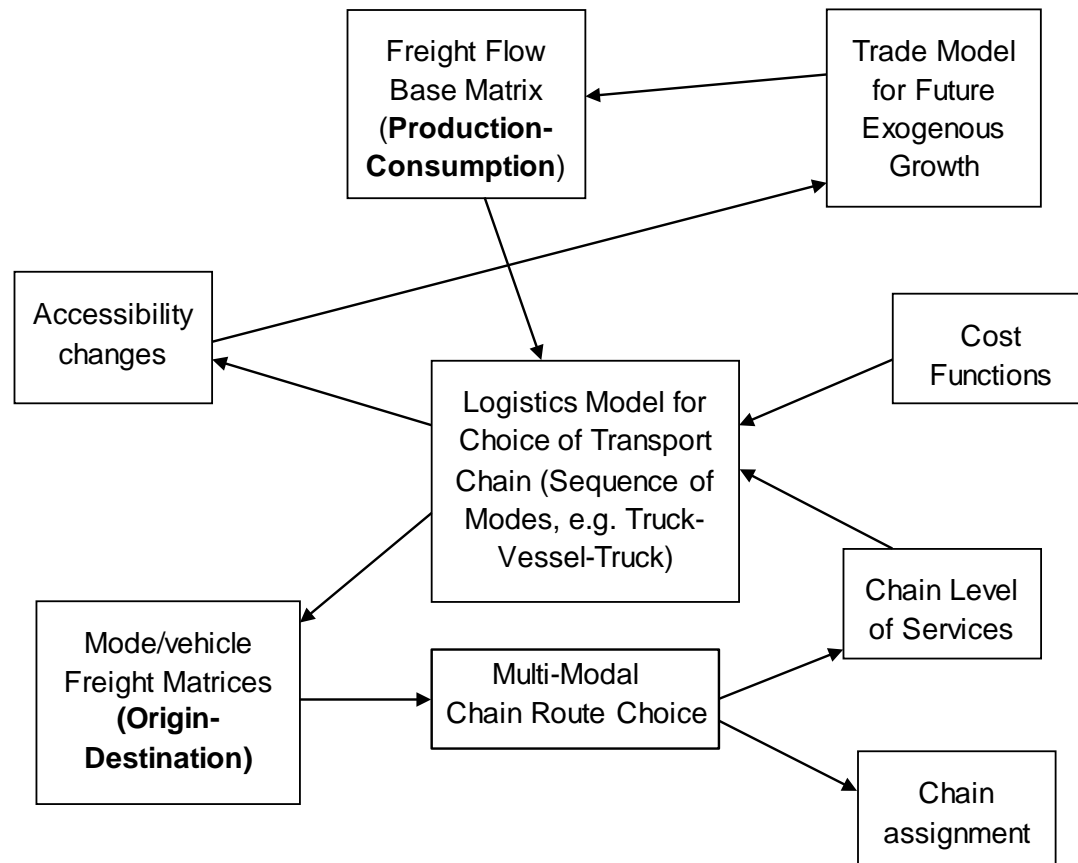 Freight Flow
Base Matrix
(Production-
Consumption)
Trade Model
for Future
Exogenous
Growth
Accessibility
changes
Cost
Functions
Logistics Model for
Choice of Transport
Chain (Sequence of
Modes, e.g. Truck-
Vessel-Truck)
Chain Level
of Services
Mode/vehicle
Freight Matrices
(Origin-
Destination)
Multi-Modal
Chain Route Choice
Chain
assignment